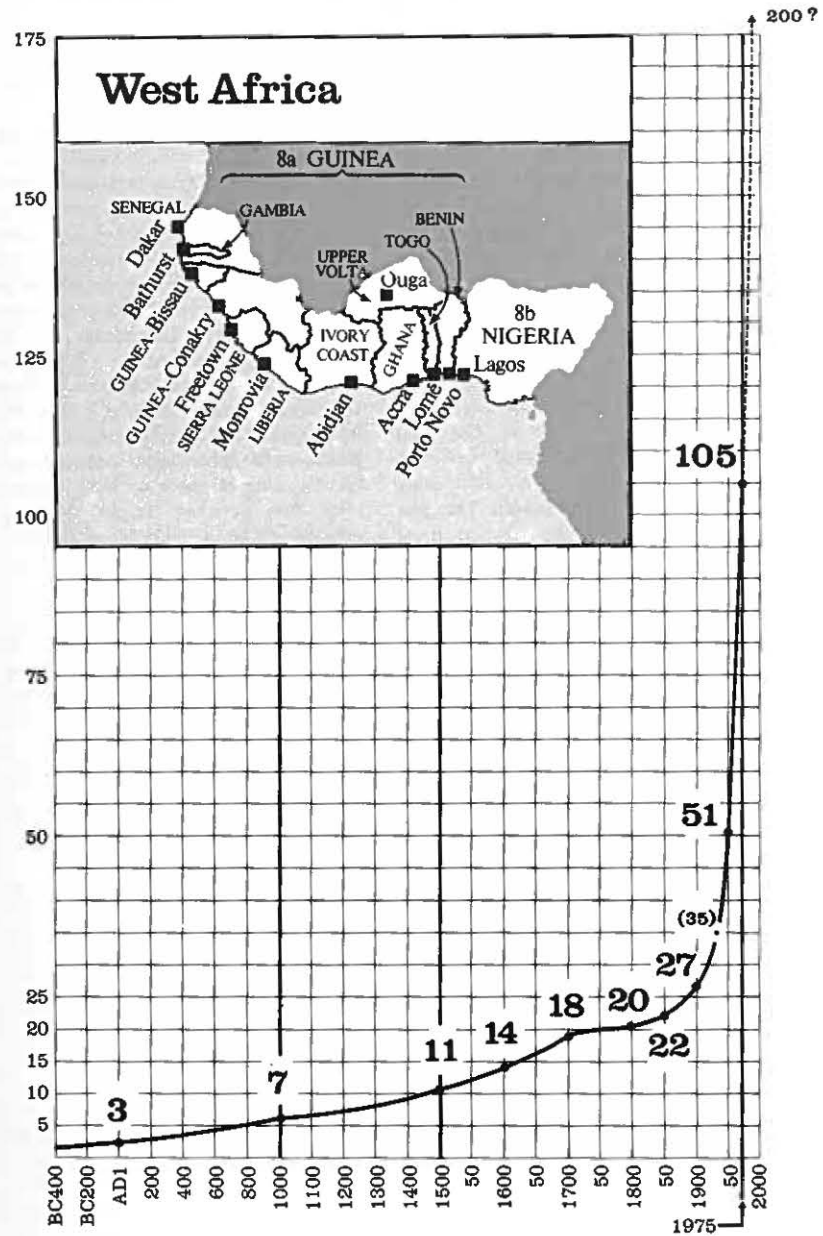 200 ?
175
West Africa
8a GUINEA
SENEGAL
GAMBIA
BENIN
TOGO
UPPER
VOLTA
Ouga
8b
NIGERIA
IVORY
COAST
GHANA
Dakar
Bathurst
GUINEA-Bissau
GUINEA-Conakry
Freetown
SIERRA LEONE
Monrovia
LIBERIA
Abidjan
Accra
Lomé
Porto Novo
Lagos
150
125
105
100
75
51
50
(35)
27
25
20
18
20
22
15
14
11
10
7
5
3
BC400
BC200
AD1
200
400
600
800
1000
1100
1200
1300
1400
1500
50
1600
50
1700
50
1800
50
1900
50
2000
1975